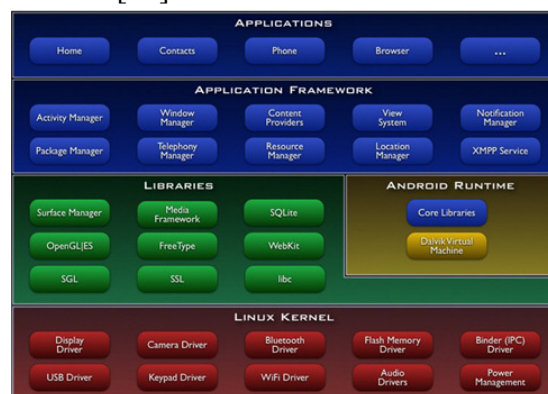 APPLICATIONS
Home Contacts Phone Browser ...
APPLICATION FRAMEWORK
Activity Manager Window Manager Content Providers View System Notification Manager
Package Manager Telephony Manager Resource Manager Location Manager XMPP Service
LIBRARIES
Surface Manager Media Framework SQLite
OpenGL|ES FreeType WebKit
SGL SSL libc
ANDROID RUNTIME
Core Libraries
Dalvik Virtual Machine
LINUX KERNEL
Display Driver Camera Driver Bluetooth Driver Flash Memory Driver Binder (IPC) Driver
USB Driver Keypad Driver WiFi Driver Audio Drivers Power Management